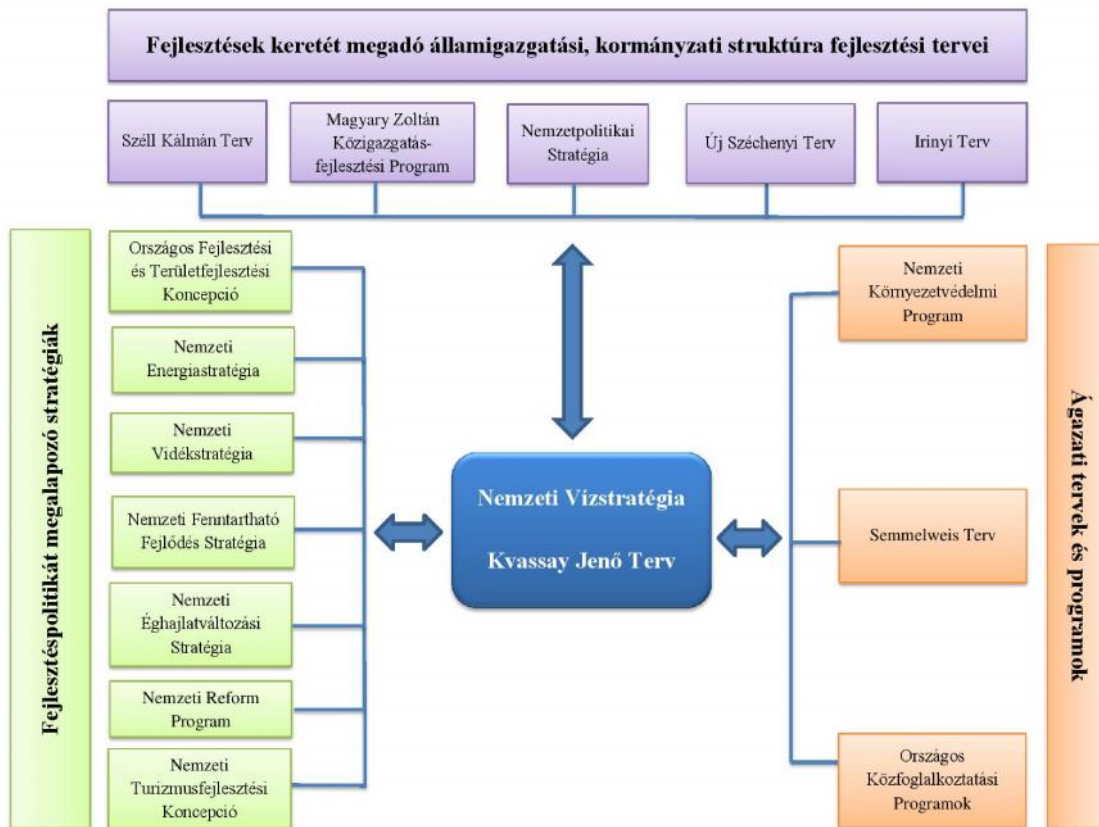 Fejlesztések keretét megadó államigazgatási, kormányzati struktúra fejlesztési tervei
Széll Kálmán Terv
Magyary Zoltán
Közigazgatás-
fejlesztési Program
Nemzetpolitikai
Stratégia
Új Széchenyi Terv
Irinyi Terv
Fejlesztéspolitikát megalapozó stratégiák
Országos Fejlesztési
és Területfejlesztési
Koncepció
Nemzeti
Energiastratégia
Nemzeti
Vidékstratégia
Nemzeti Fenntartható
Fejlődés Stratégia
Nemzeti
Éghajlatváltozási
Stratégia
Nemzeti Reform
Program
Nemzeti
Turizmusfejlesztési
Koncepció
Nemzeti Vízstratégia
Kvassay Jenő Terv
Nemzeti
Környezetvédelmi
Program
Semmelweis Terv
Országos
Közfoglalkoztatási
Programok
Ágazati tervek és programok